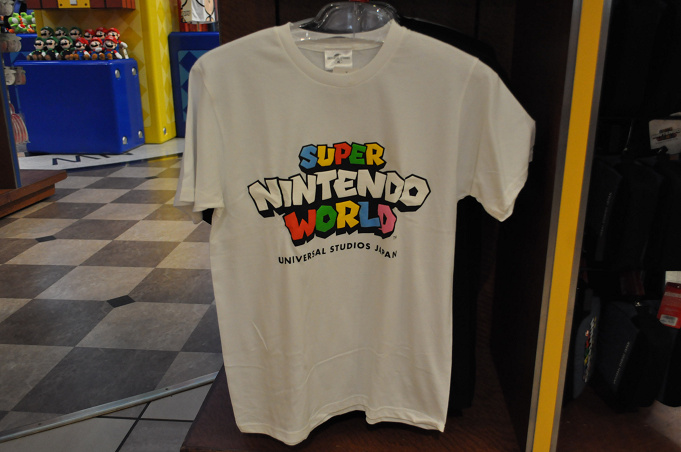 SUPER
NINTENDO
WORLD
UNIVERSAL STUDIOS JAPAN